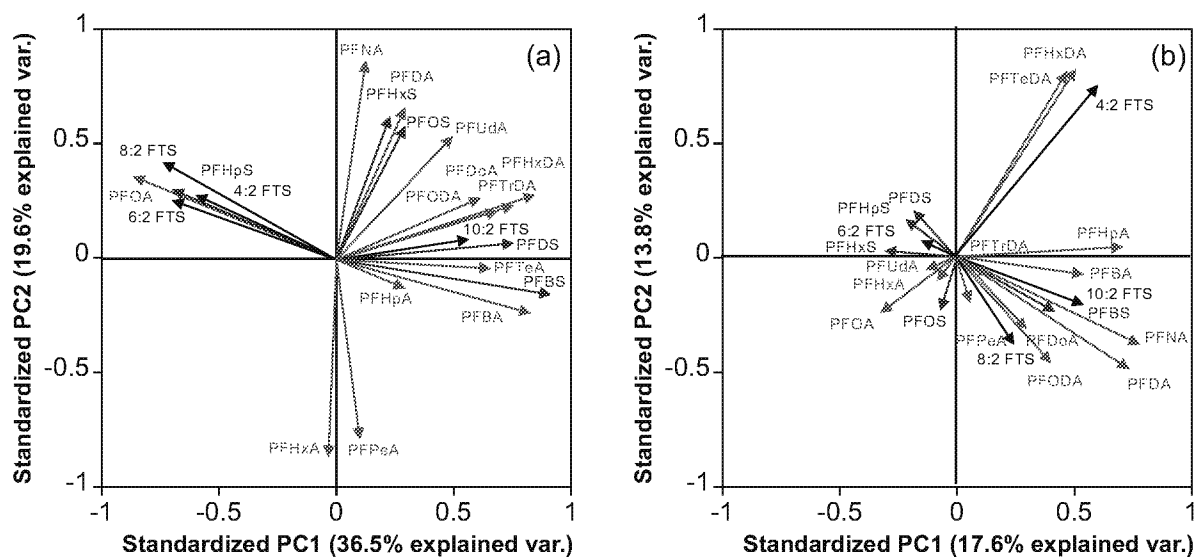 1
(a)
PFNA
PFDA
PFHxS
PFOS
PFUdA
0.5
8:2 FTS
PFHpS
4:2 FTS
PFOA
6:2 FTS
PFDoA
PFHxDA
PFTrDA
PFODA
10:2 FTS
PFDS
0
PFTeA
PFBS
PFHpA
PFBA
-0.5
PFHxA
PFPeA
-1
-1
-0.5
0
0.5
1
Standardized PC1 (36.5% explained var.)
Standardized PC2 (19.6% explained var.)
1
(b)
PFHxDA
PFTeDA
4:2 FTS
0.5
PFDS
PFHpS
6:2 FTS
PFHxS
PFTrDA
PFHpA
0
PFUdA
PFBA
PFHxA
10:2 FTS
PFOA
PFOS
PFBS
PFPeA
PFDoA
PFNA
8:2 FTS
PFODA
PFDA
-0.5
-1
-1
-0.5
0
0.5
1
Standardized PC1 (17.6% explained var.)
Standardized PC2 (13.8% explained var.)